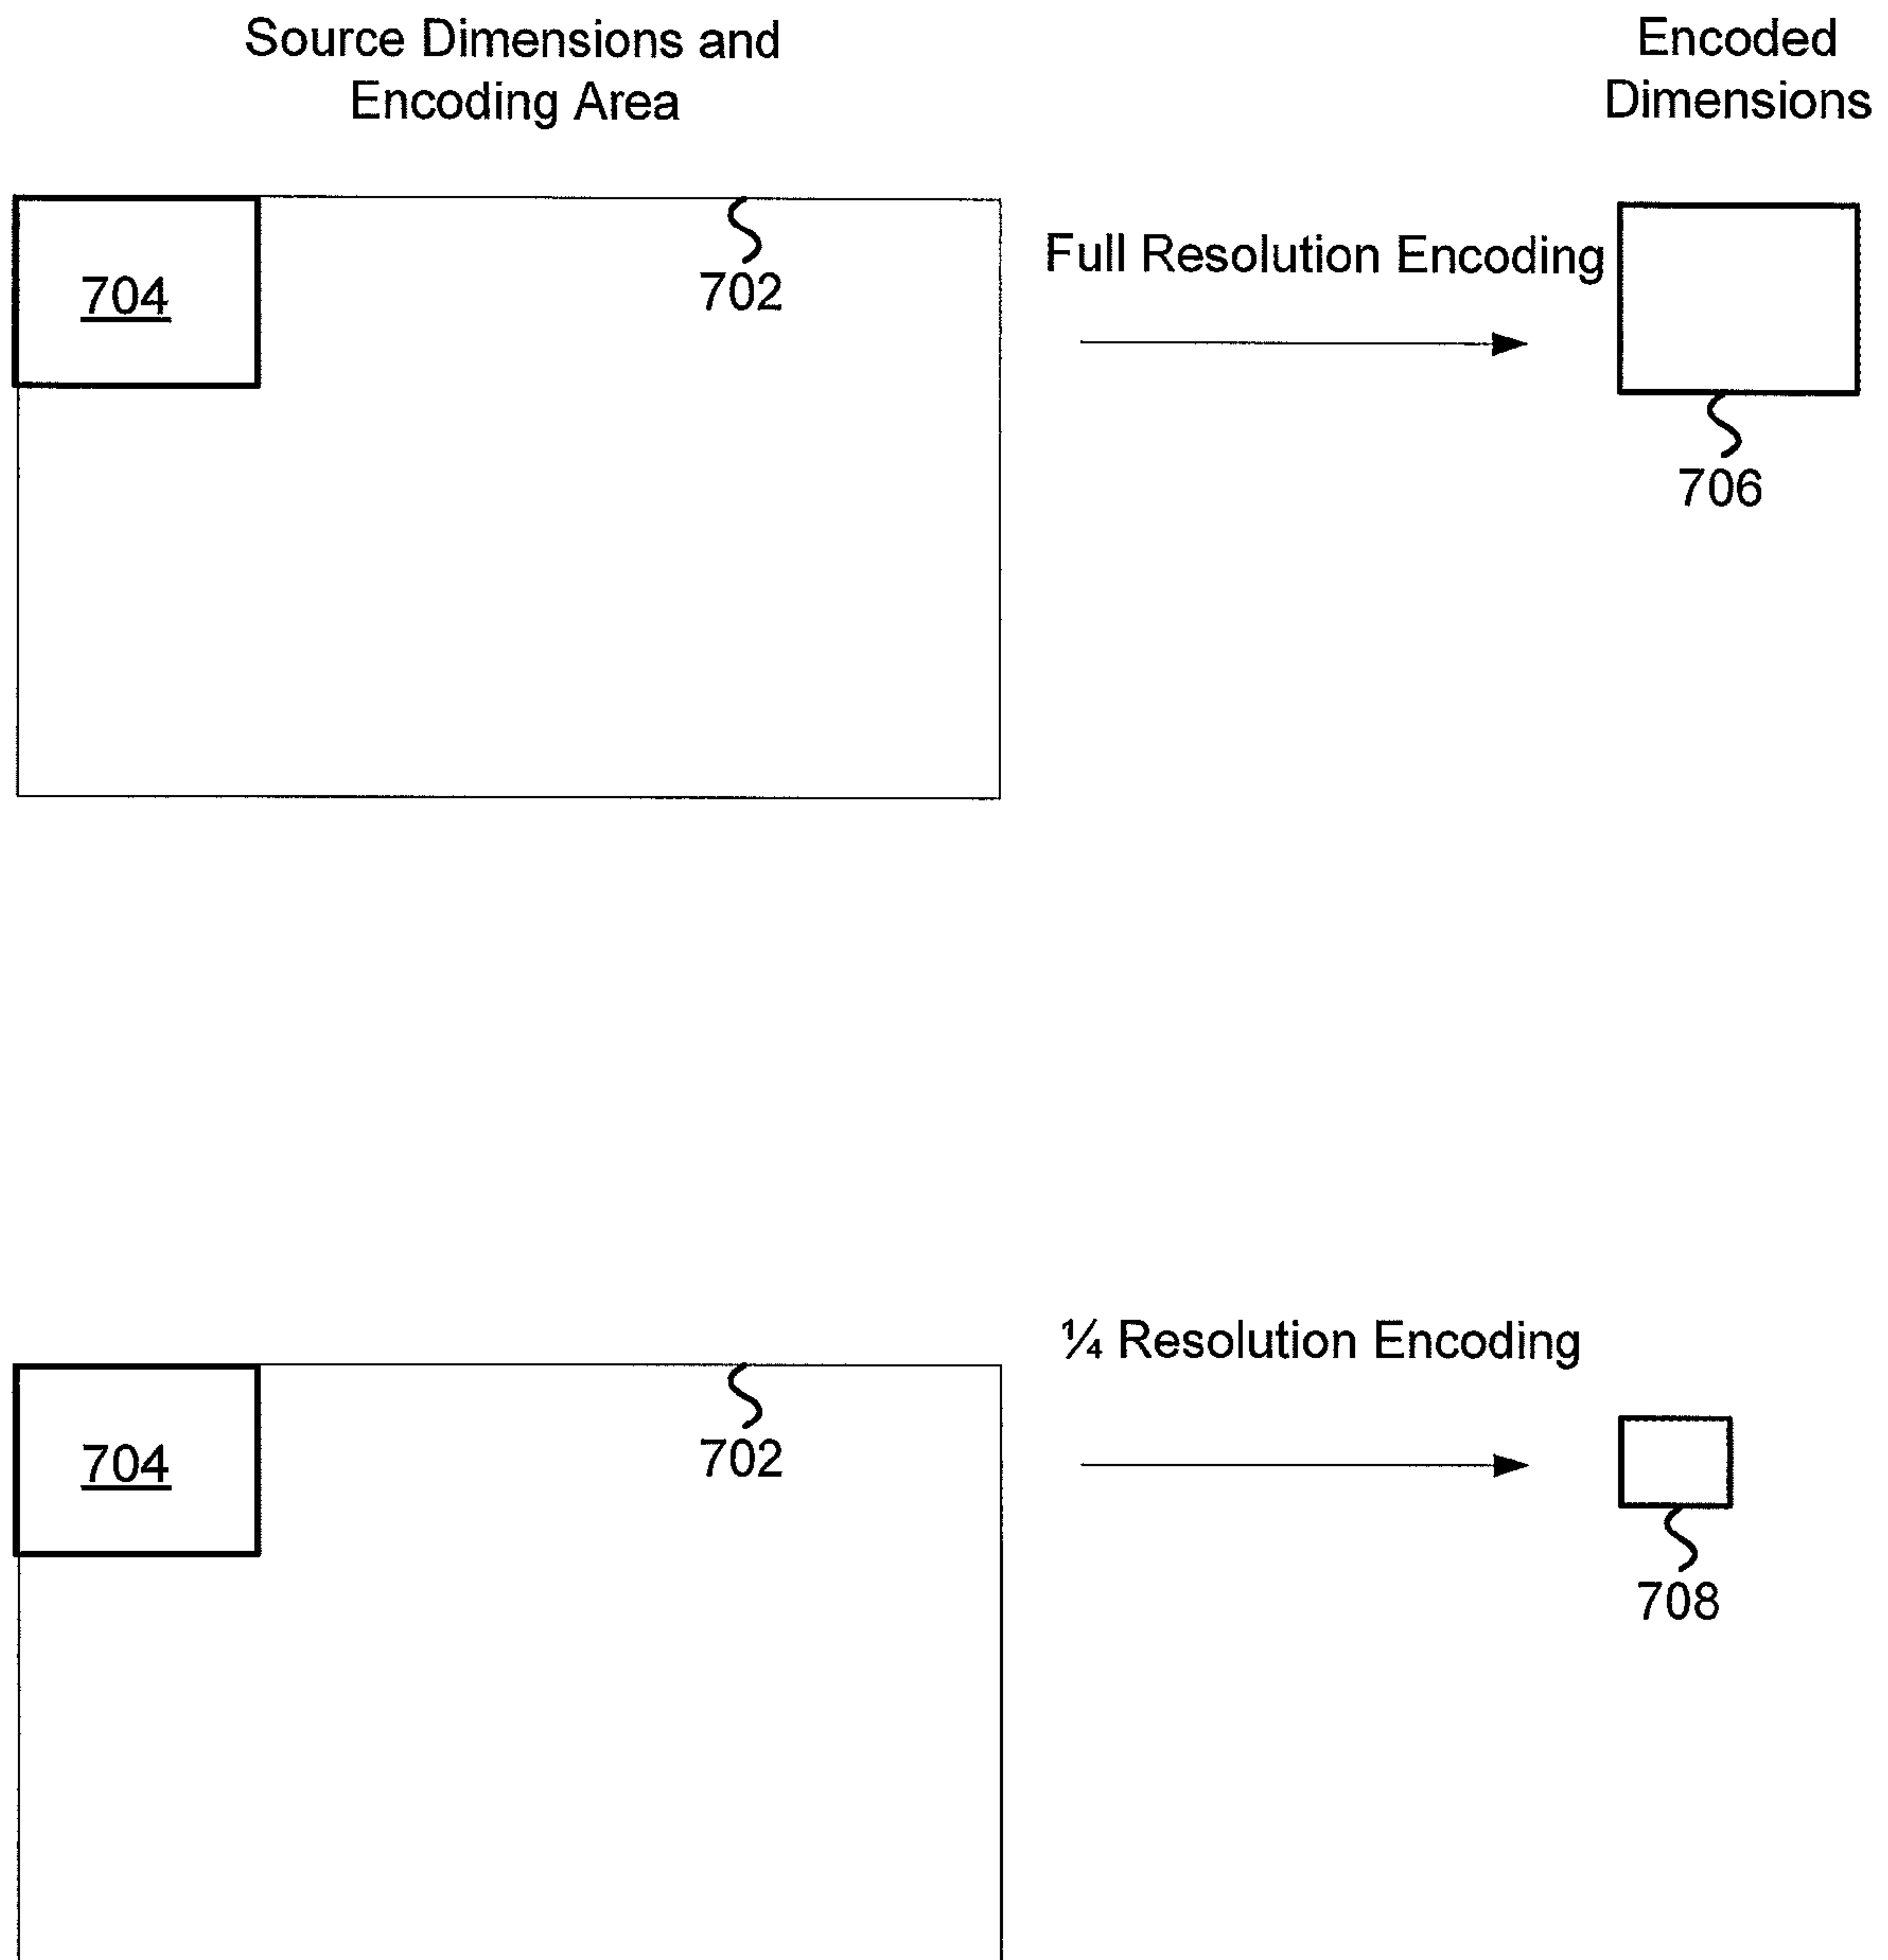 Source Dimensions and
Encoding Area
Encoded
Dimensions
704
702
Full Resolution Encoding
706
¼ Resolution Encoding
704
702
708